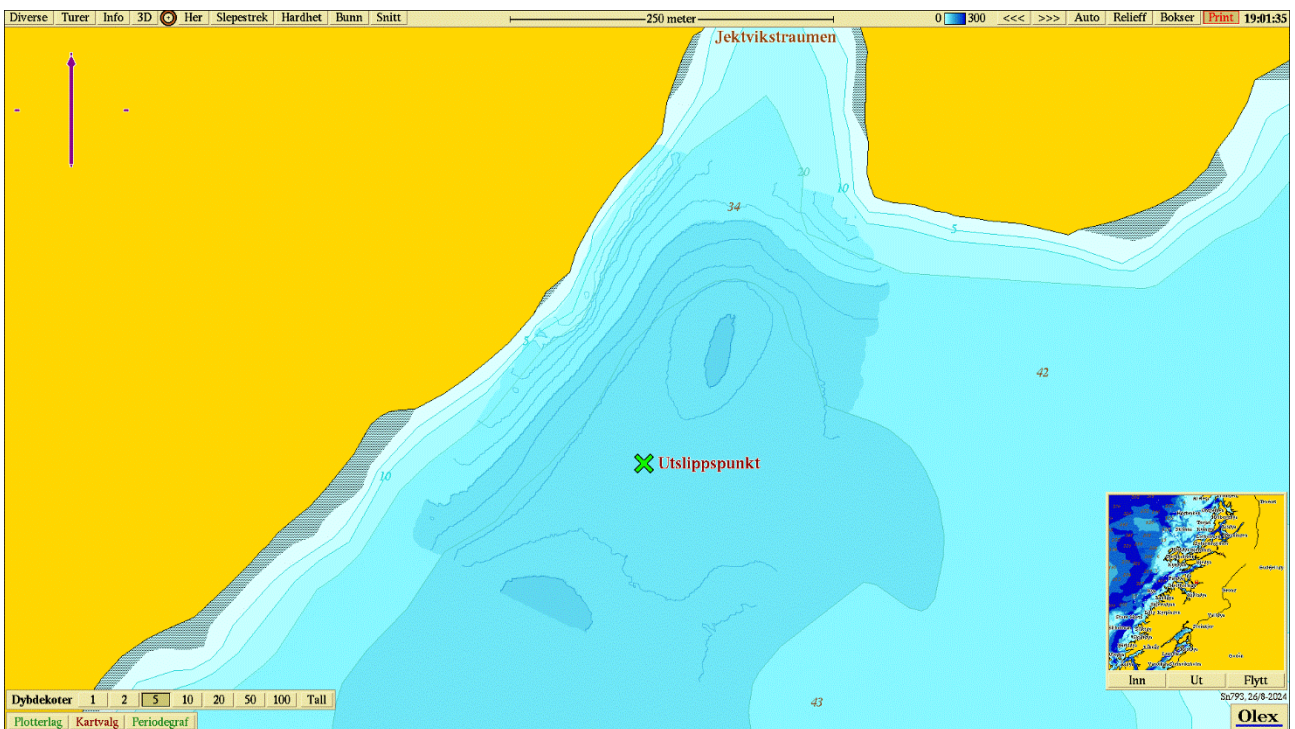 Diverse Turer Info 3D Her Slepestrek Hardhet Bunn Snitt 250 meter 0 300 <<< >>> Auto Relieff Bokser Print 19:01:35
Jektvikstraumen
20
10
34
5
5
42
Utslippspunkt
10
Inn Ut Flytt
Dybdekoter 1 2 5 10 20 50 100 Tall
Sn793, 26/8-2024
43
Plotterlag Kartvalg Periodegraf
Olex